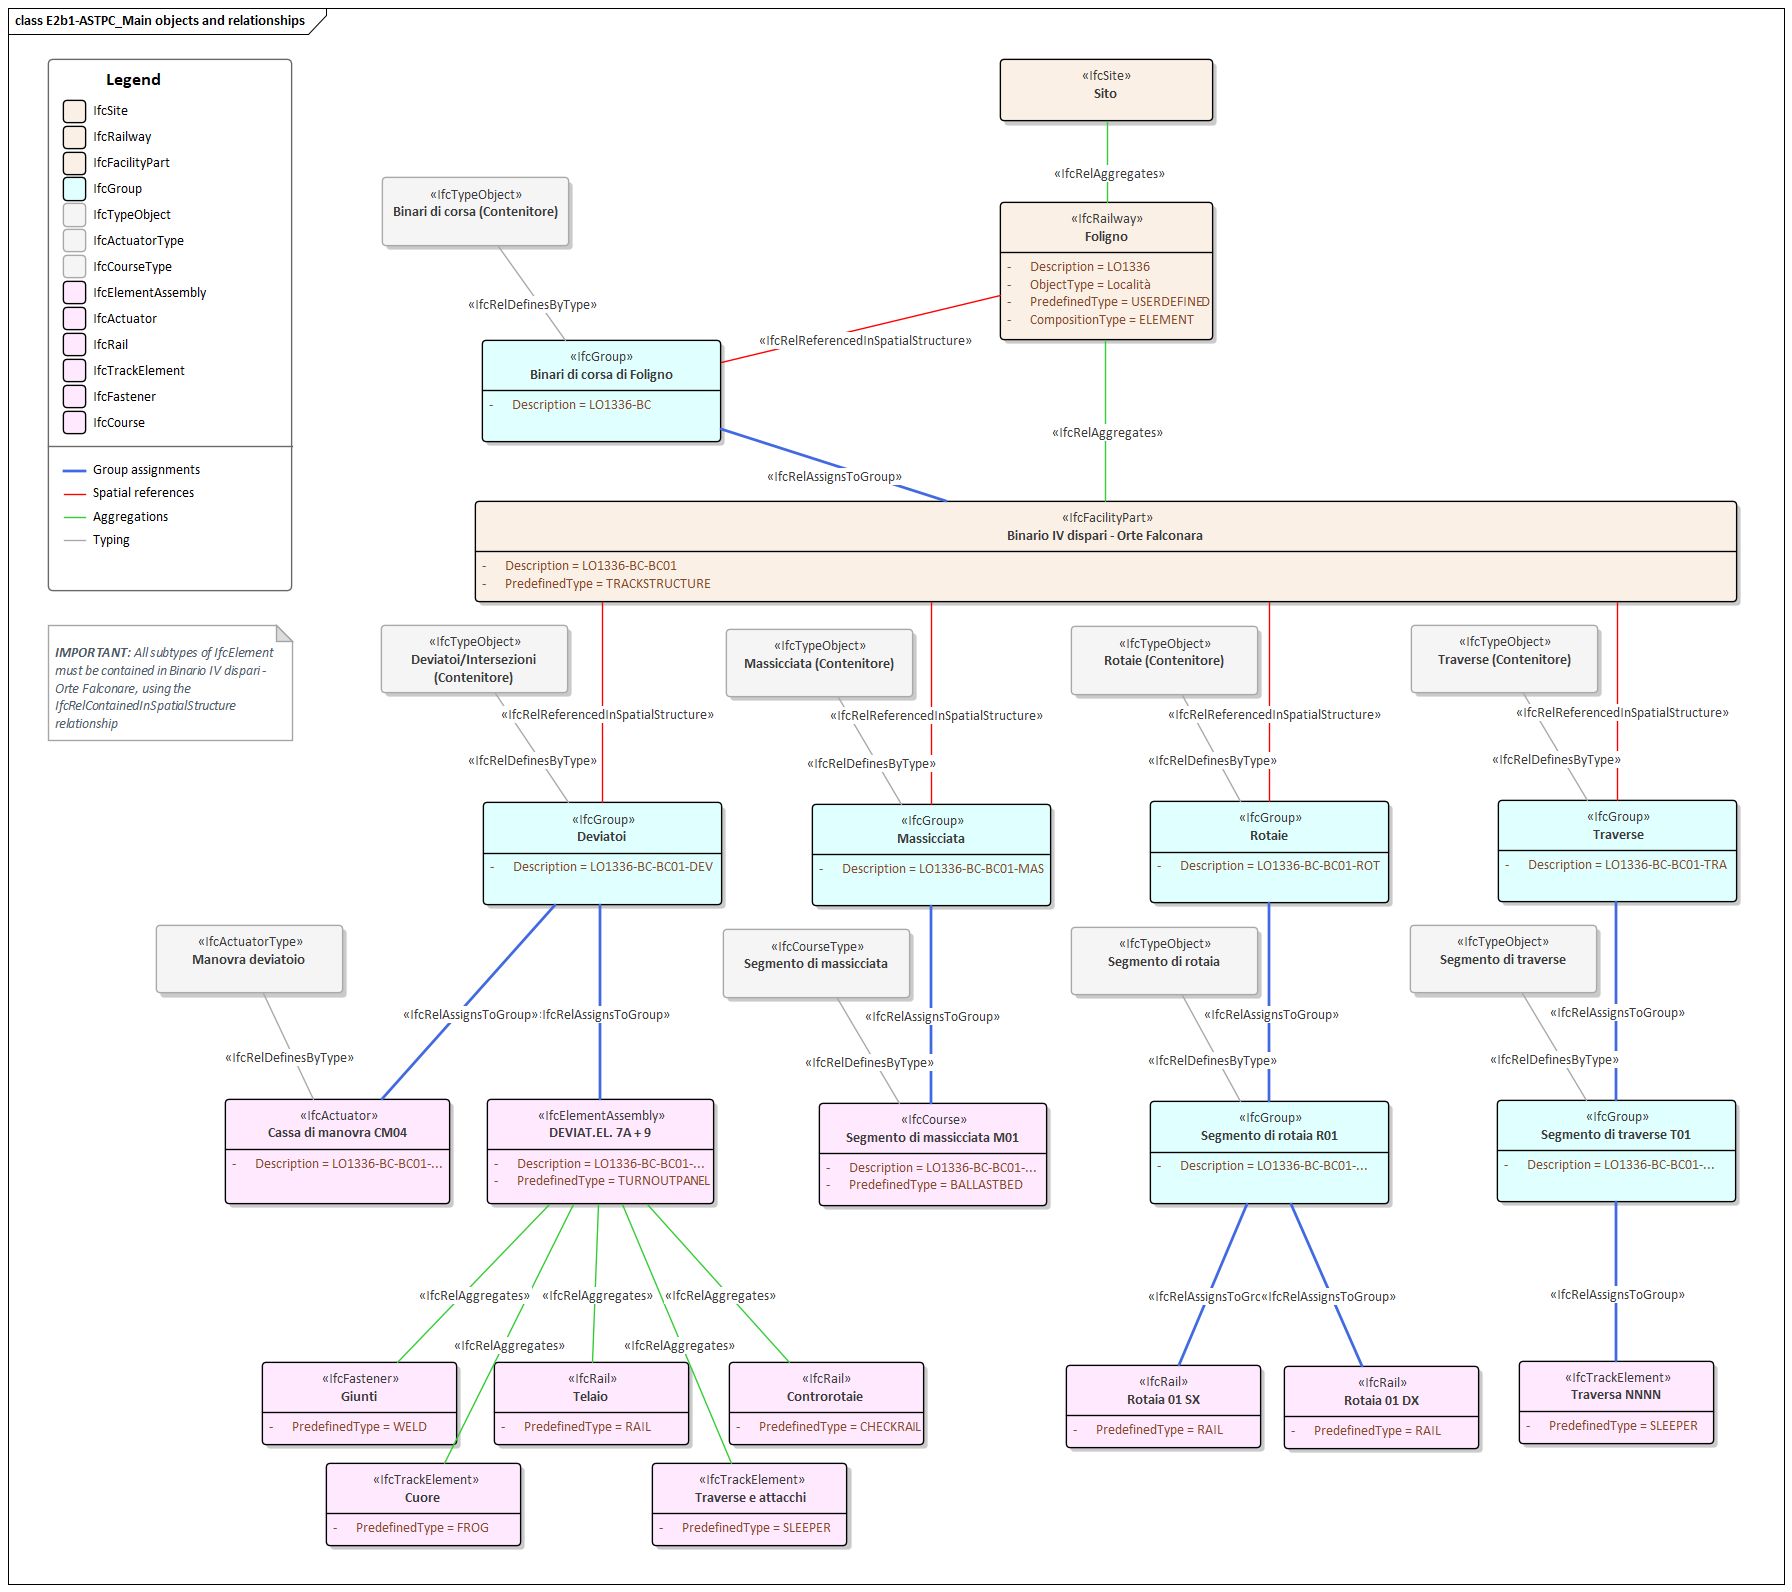 class E2b1-ASTPC_Main objects and relationships
Legend
IfcSite
IfcRailway
IfcFacilityPart
IfcGroup
IfcTypeObject
IfcActuatorType
IfcCourseType
IfcElementAssembly
IfcActuator
IfcRail
IfcTrackElement
IfcFastener
IfcCourse
Group assignments
Spatial references
Aggregations
Typing
IMPORTANT: All subtypes of IfcElement
must be contained in Binario IV dispari -
Orte Falconare, using the
IfcRelContainedInSpatialStructure
relationship
«IfcSite»
Sito
«IfcRelAggregates»
«IfcTypeObject»
Binari di corsa (Contenitore)
«IfcRailway»
Foligno
- Description = LO1336
- ObjectType = Località
- PredefinedType = USERDEFINED
- CompositionType = ELEMENT
«IfcRelDefinesByType»
«IfcRelReferencedInSpatialStructure»
«IfcGroup»
Binari di corsa di Foligno
- Description = LO1336-BC
«IfcRelAggregates»
«IfcRelAssignsToGroup»
«IfcFacilityPart»
Binario IV dispari - Orte Falconara
- Description = LO1336-BC-BC01
- PredefinedType = TRACKSTRUCTURE
«IfcTypeObject»
Deviatoi/Intersezioni
(Contenitore)
«IfcTypeObject»
Massicciata (Contenitore)
«IfcTypeObject»
Rotaie (Contenitore)
«IfcTypeObject»
Traverse (Contenitore)
«IfcRelReferencedInSpatialStructure»
«IfcRelReferencedInSpatialStructure»
«IfcRelReferencedInSpatialStructure»
«IfcRelReferencedInSpatialStructure»
«IfcRelDefinesByType»
«IfcRelDefinesByType»
«IfcRelDefinesByType»
«IfcRelDefinesByType»
«IfcGroup»
Deviatoi
- Description = LO1336-BC-BC01-DEV
«IfcGroup»
Massicciata
- Description = LO1336-BC-BC01-MAS
«IfcGroup»
Rotaie
- Description = LO1336-BC-BC01-ROT
«IfcGroup»
Traverse
- Description = LO1336-BC-BC01-TRA
«IfcActuatorType»
Manovra deviatoio
«IfcCourseType»
Segmento di massicciata
«IfcTypeObject»
Segmento di rotaia
«IfcTypeObject»
Segmento di traverse
«IfcRelAssignsToGroup»
IfcRelAssignsToGroup»
«IfcRelAssignsToGroup»
«IfcRelAssignsToGroup»
«IfcRelAssignsToGroup»
«IfcRelDefinesByType»
«IfcRelDefinesByType»
«IfcRelDefinesByType»
«IfcRelDefinesByType»
«IfcActuator»
Cassa di manovra CM04
- Description = LO1336-BC-BC01-...
«IfcElementAssembly»
DEVIAT.EL. 7A + 9
- Description = LO1336-BC-BC01-...
- PredefinedType = TURNOUTPANEL
«IfcCourse»
Segmento di massicciata M01
- Description = LO1336-BC-BC01-...
- PredefinedType = BALLASTBED
«IfcGroup»
Segmento di rotaia R01
- Description = LO1336-BC-BC01-...
«IfcGroup»
Segmento di traverse T01
- Description = LO1336-BC-BC01-...
«IfcRelAggregates»
«IfcRelAggregates»
«IfcRelAggregates»
«IfcRelAssignsToGro
«IfcRelAssignsToGroup»
«IfcRelAssignsToGroup»
«IfcRelAggregates»
«IfcRelAggregates»
«IfcFastener»
Giunti
- PredefinedType = WELD
«IfcRail»
Telaio
- PredefinedType = RAIL
«IfcRail»
Controrotaie
- PredefinedType = CHECKRAIL
«IfcRail»
Rotaia 01 SX
- PredefinedType = RAIL
«IfcRail»
Rotaia 01 DX
- PredefinedType = RAIL
«IfcTrackElement»
Traversa NNNN
- PredefinedType = SLEEPER
«IfcTrackElement»
Cuore
- PredefinedType = FROG
«IfcTrackElement»
Traverse e attacchi
- PredefinedType = SLEEPER